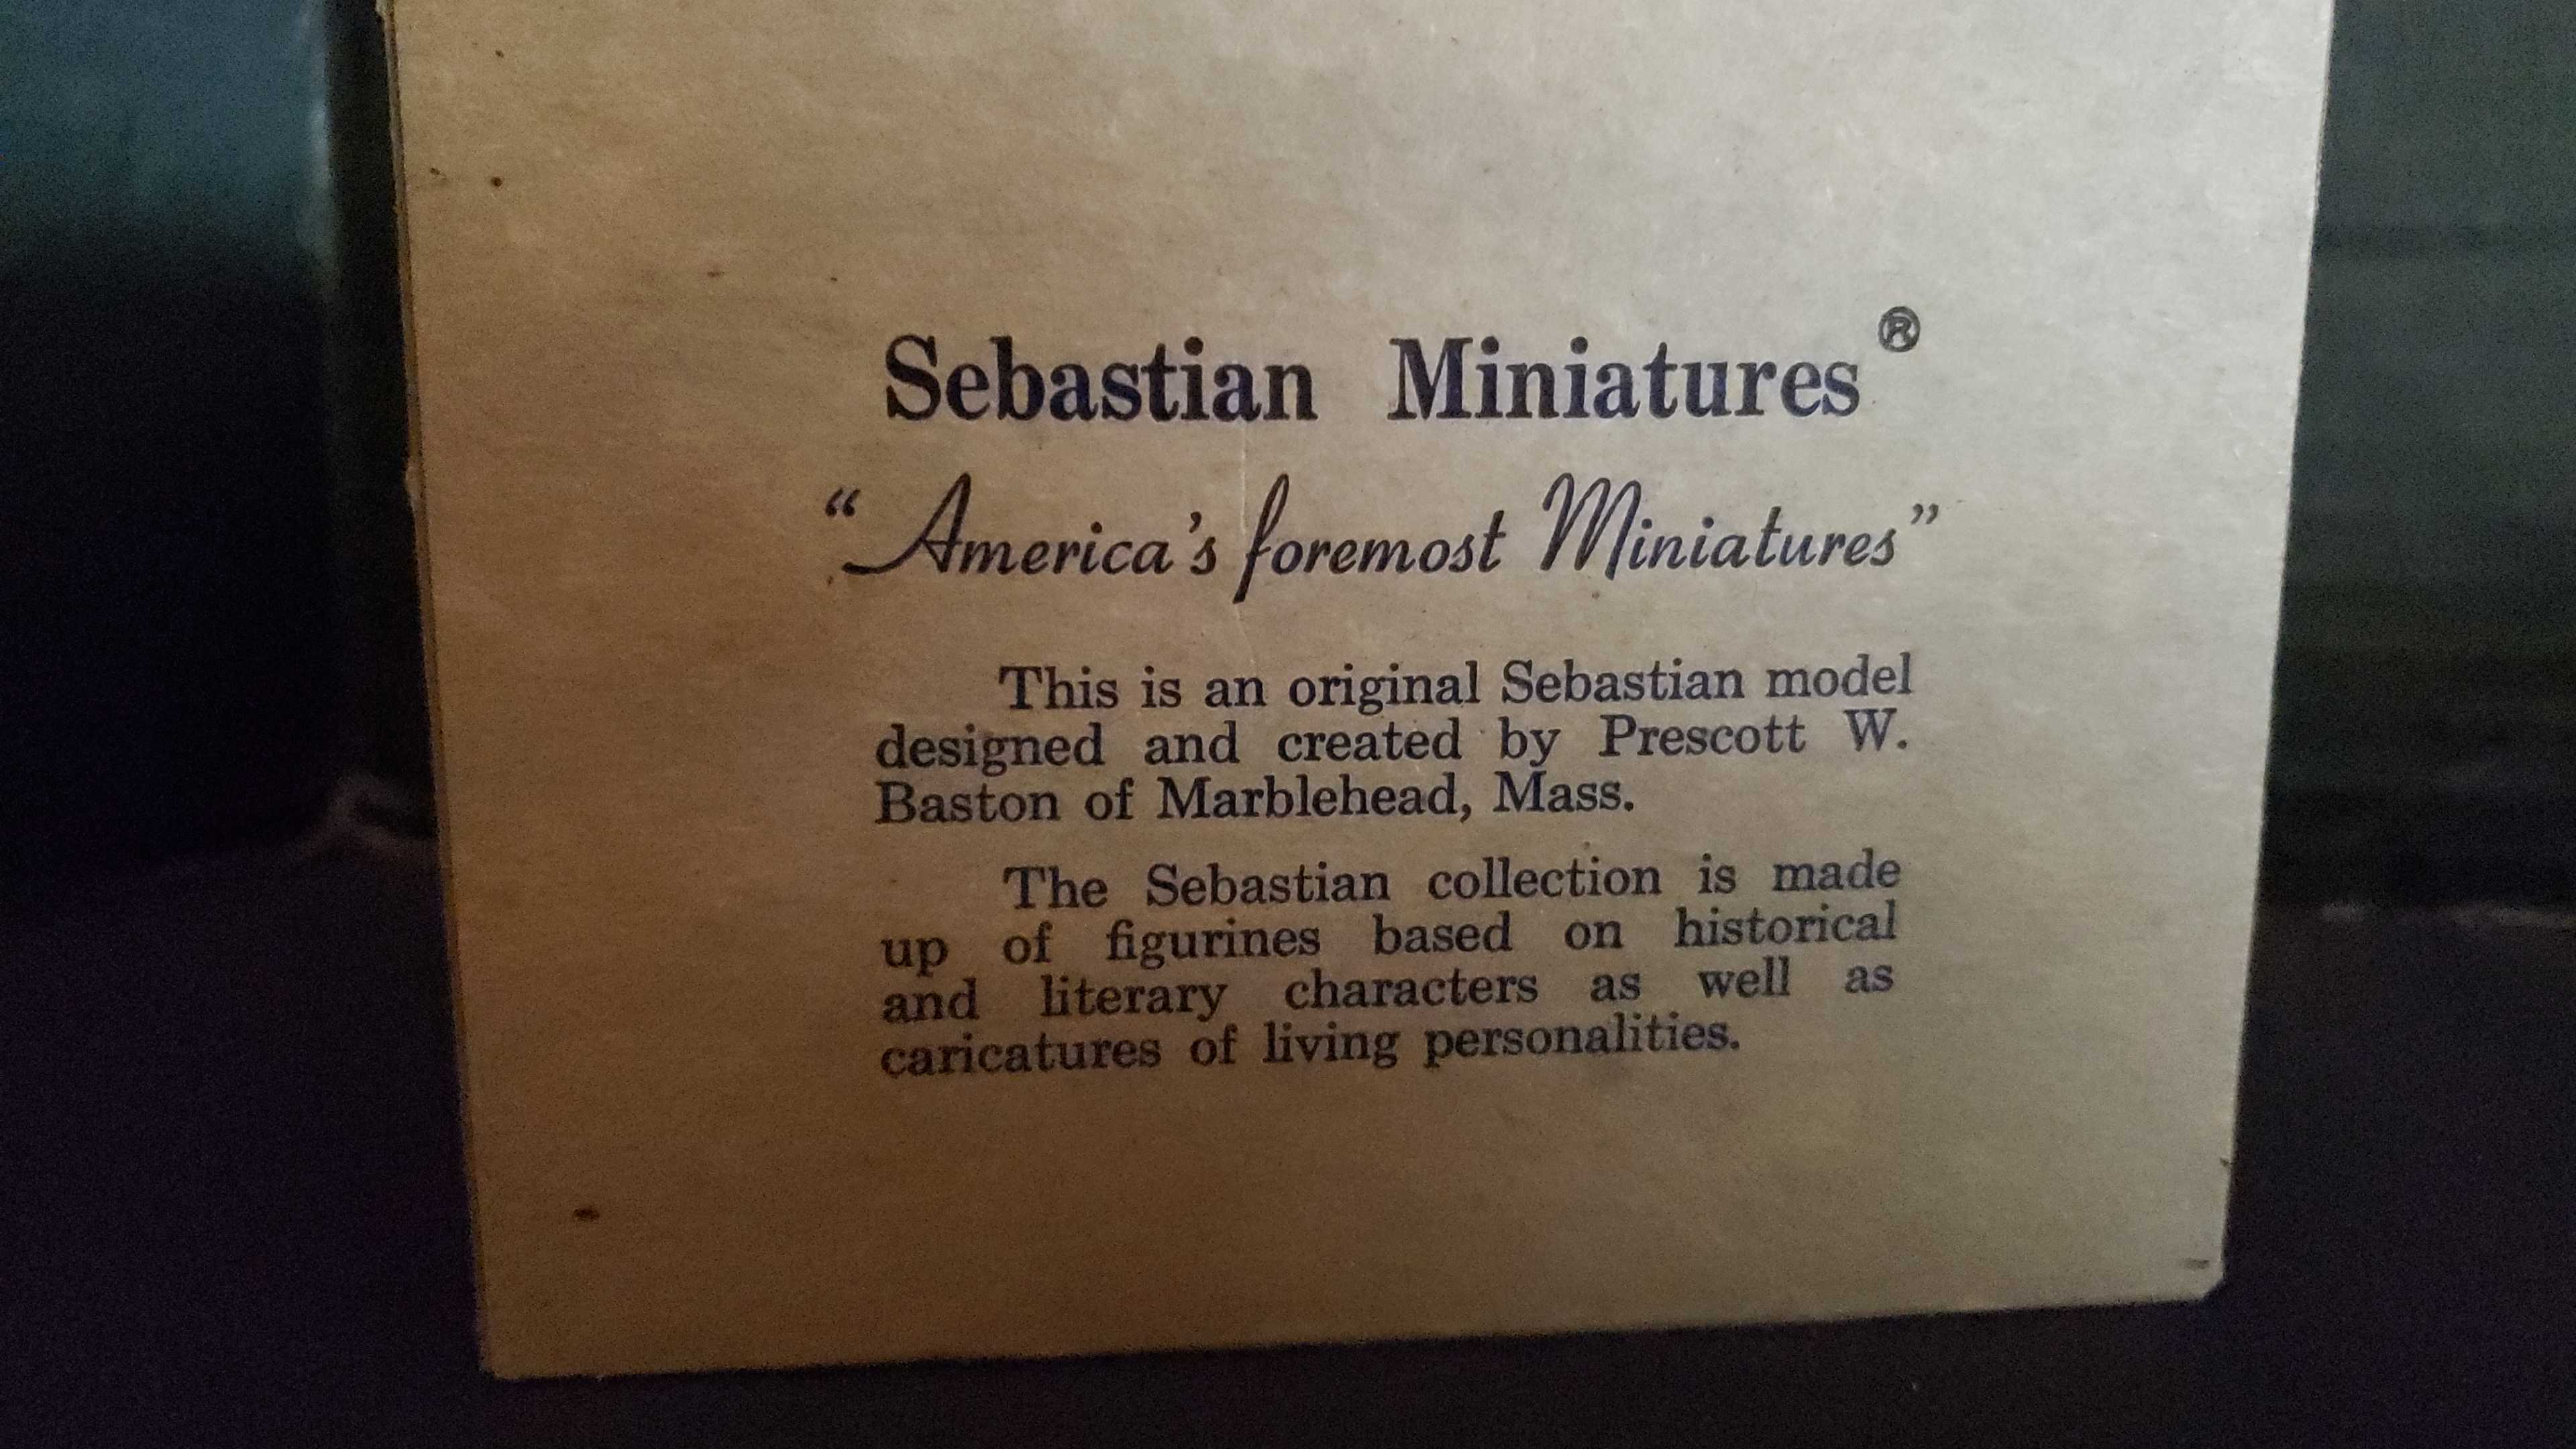 Sebastian Miniatures®
“America's foremost Miniatures”
This is an original Sebastian model
designed and created by Prescott W.
Baston of Marblehead, Mass.
The Sebastian collection is made
up of figurines based on historical
and literary characters as well as
caricatures of living personalities.